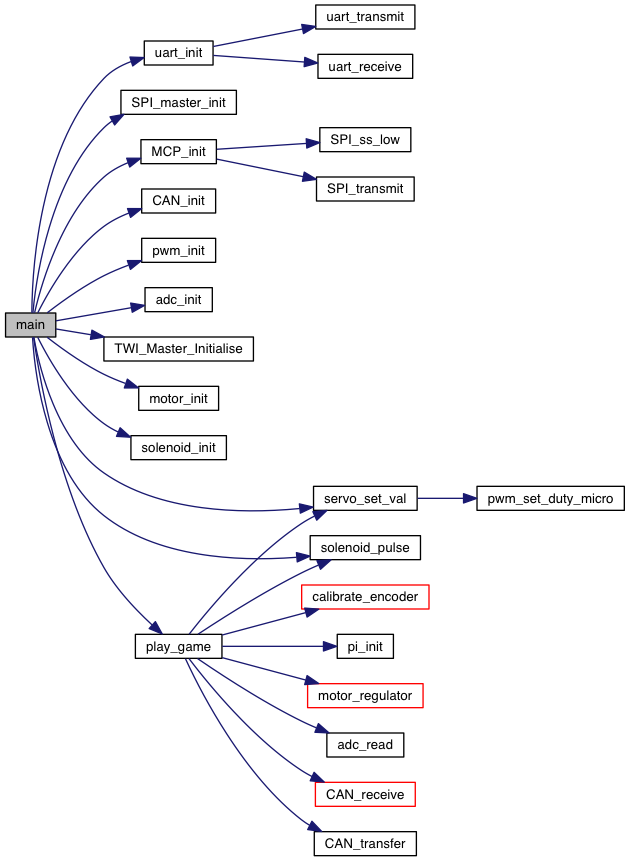 uart_transmit
uart_init
uart_receive
SPI_master_init
SPI_ss_low
MCP_init
SPI_transmit
CAN_init
pwm_init
adc_init
main
TWI_Master_Initialise
motor_init
solenoid_init
servo_set_val
pwm_set_duty_micro
solenoid_pulse
calibrate_encoder
play_game
pi_init
motor_regulator
adc_read
CAN_receive
CAN_transfer